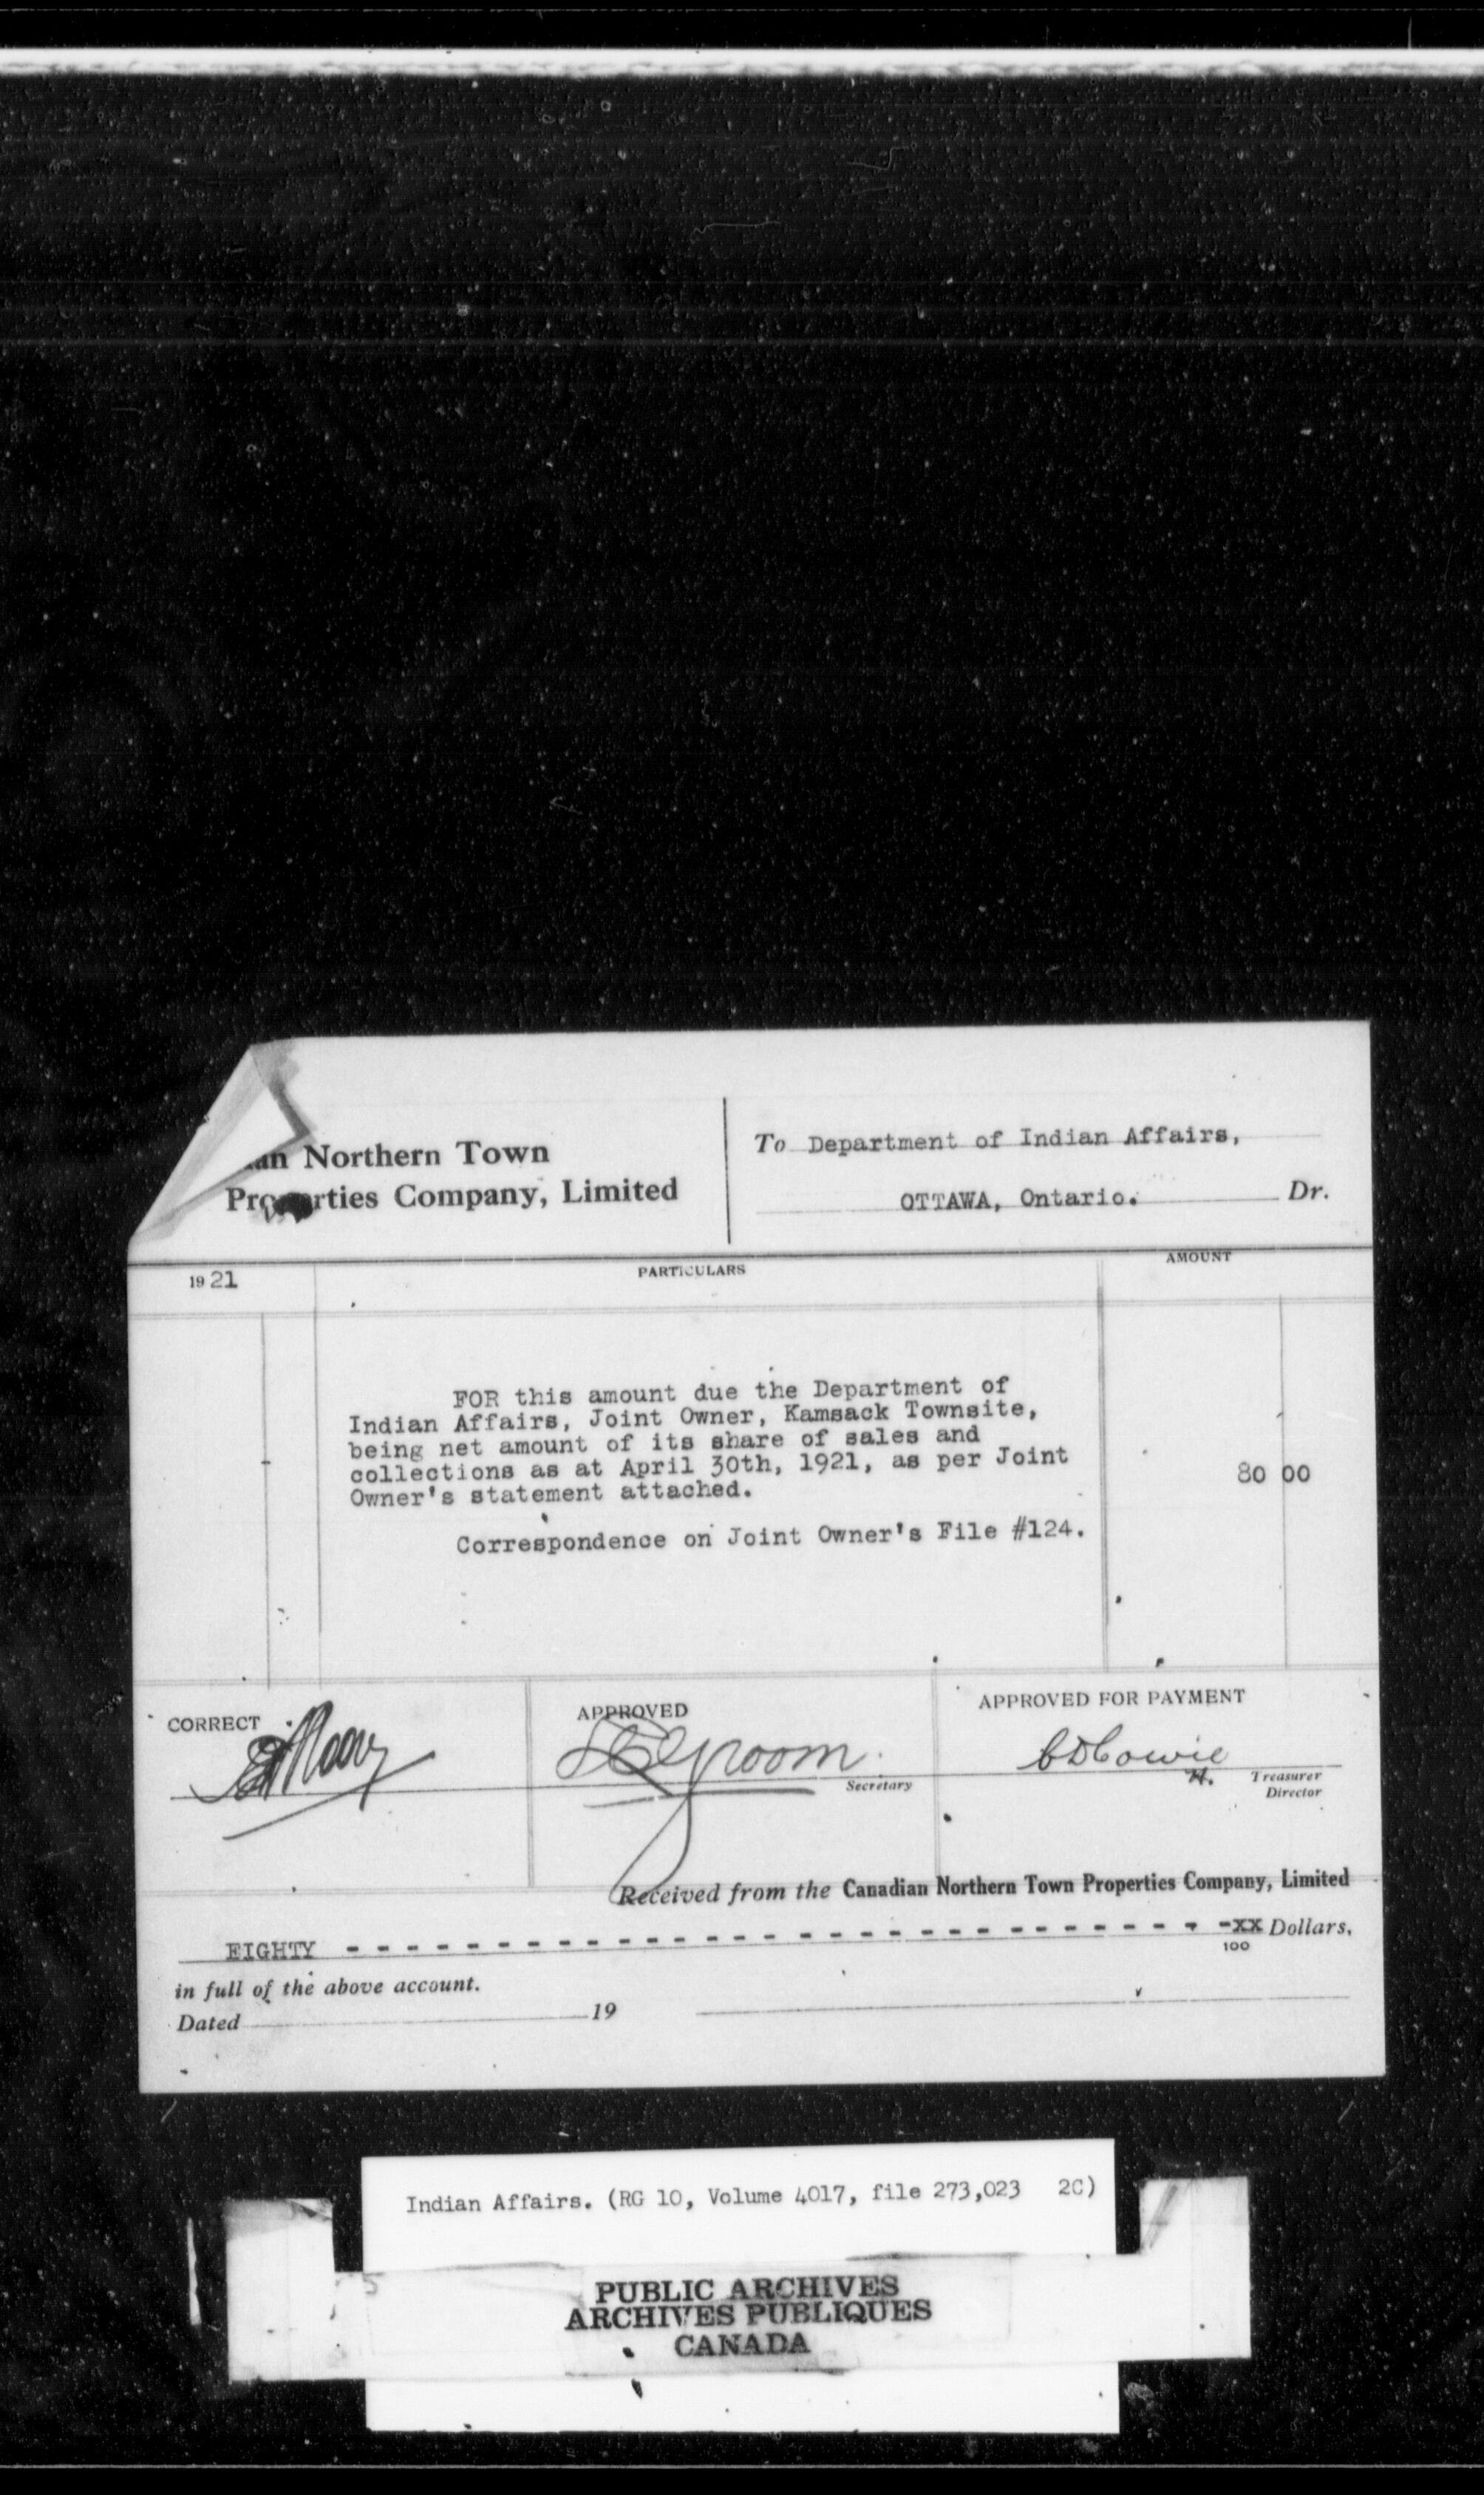 Northern Town
Properties Company, Limited
To Department of Indian Affairs,
OTTAWA, Ontario. Dr.
1921
PARTICULARS
AMOUNT
FOR this amount due the Department of
Indian Affairs, Joint Owner, Kamsack Townsite,
being net amount of its share of sales and
collections as at April 30th, 1921, as per Joint
Owner's statement attached.
80 00
Correspondence on Joint Owner's File #124.
CORRECT
APPROVED
APPROVED FOR PAYMENT
Groom
Secretary
CDCowie
Treasurer
Director
Received from the Canadian Northern Town Properties Company, Limited
EIGHTY - - - - - - - - - - - - - - - - - - - - - - - - - - - - - -XX Dollars,
100
in full of the above account.
Dated 19
Indian Affairs. (RG 10, Volume 4017, file 273,023 2C)
PUBLIC ARCHIVES
ARCHIVES PUBLIQUES
CANADA